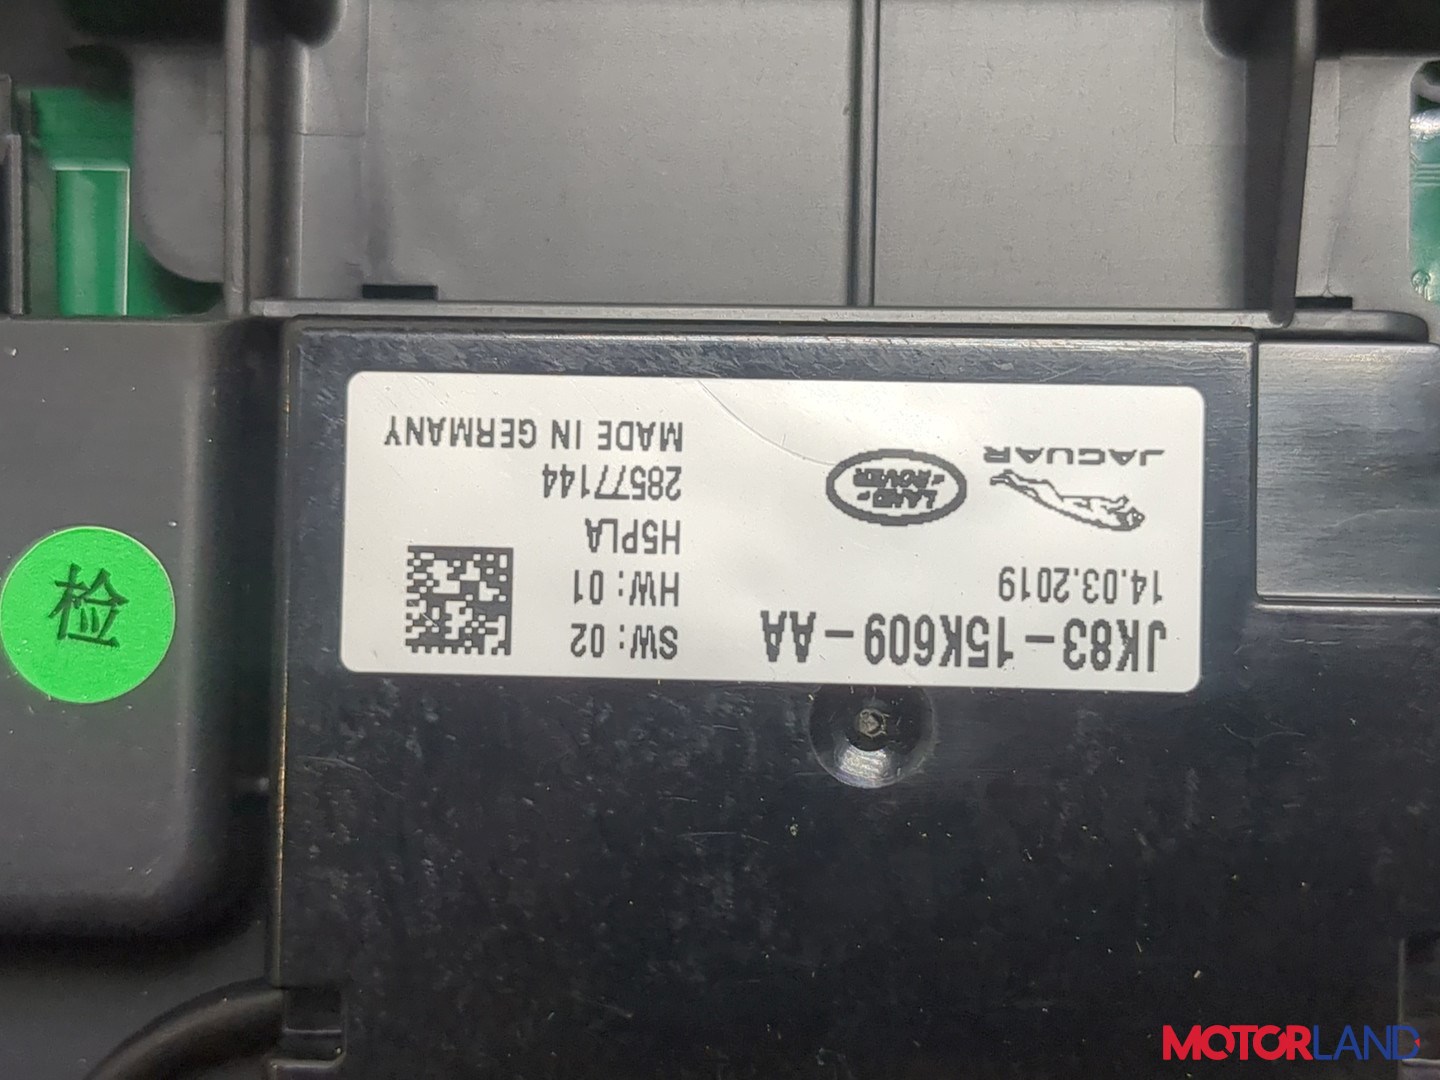 JK83-15K609-AA
SW:02
14.03.2019
HW:01
H5PLA
28577144
MADE IN GERMANY
LAND ROVER
JAGUAR
检
MOTORLAND